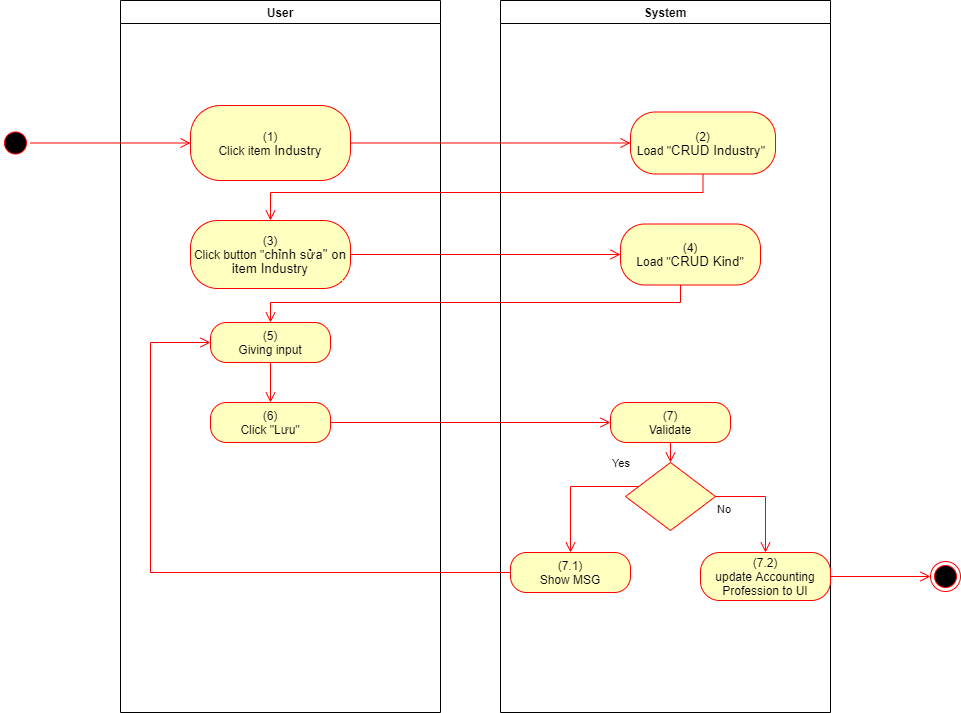 User
System
(1)
Click item Industry
(2)
Load "CRUD Industry"
(3)
Click button "chỉnh sửa" on
item Industry
(4)
Load "CRUD Kind"
(5)
Giving input
(6)
Click "Lưu"
(7)
Validate
Yes
No
(7.1)
Show MSG
(7.2)
update Accounting
Profession to UI